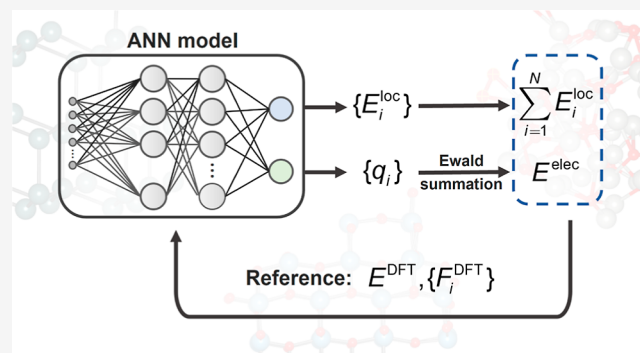 ANN model
{E_i^loc}
∑_{i=1}^N E_i^loc
{q_i}
Ewald
summation
E^elec
Reference: E^DFT, {F_i^DFT}